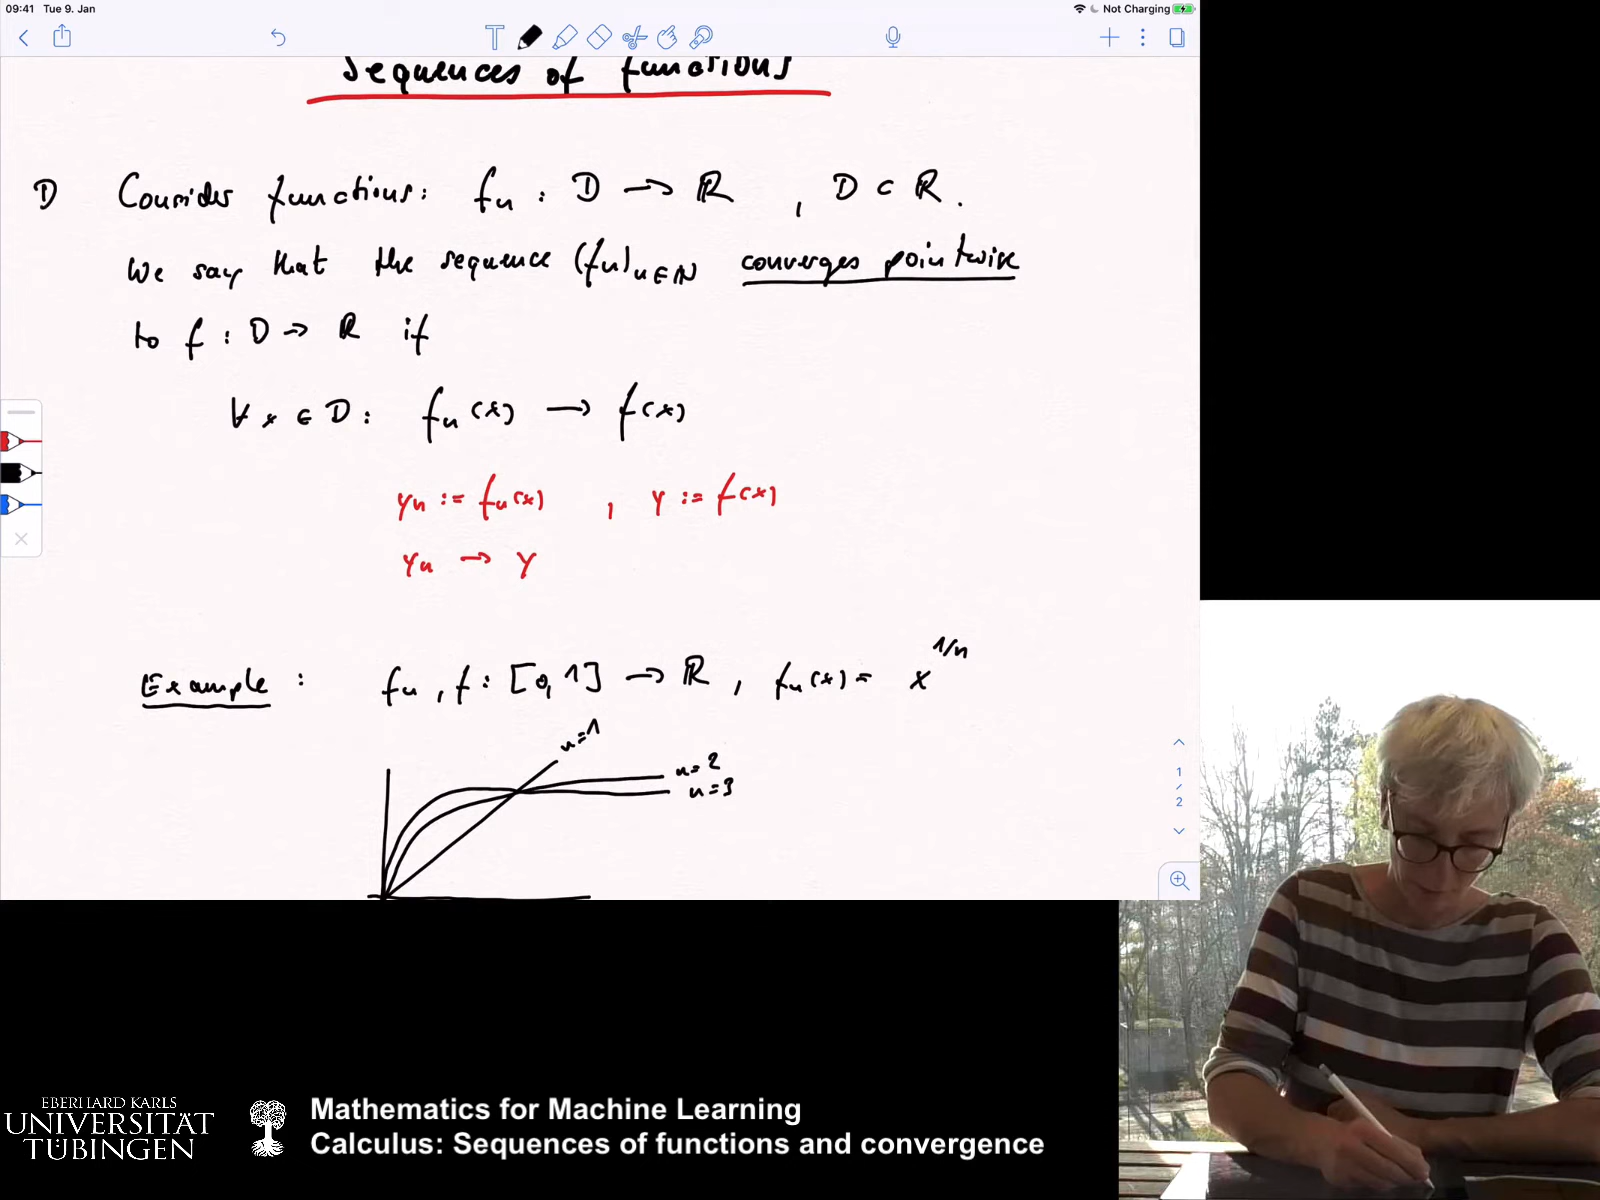 09:41 Tue 9. Jan
Not Charging
Sequences of functions
D Consider functions: fn : D → ℝ , D ⊂ ℝ.
We say that the sequence (fn)n∈ℕ converges pointwise
to f : D → ℝ if
∀ x ∈ D: fn(x) → f(x)
yn := fn(x) , y := f(x)
yn → y
Example : fn, f : [0,1] → ℝ , fn(x) = x^1/n
n=1
n=2
n=3
1
/
2
EBERHARD KARLS
UNIVERSITÄT
TÜBINGEN
Mathematics for Machine Learning
Calculus: Sequences of functions and convergence